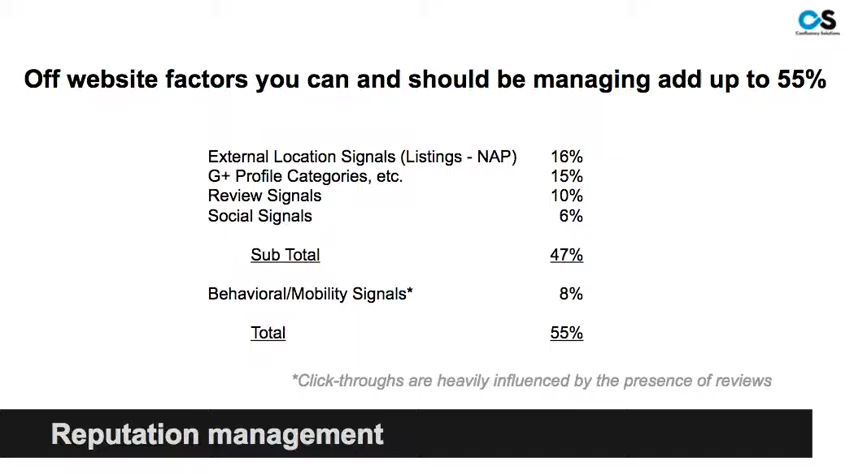 CS
Confluency Solutions
Off website factors you can and should be managing add up to 55%
External Location Signals (Listings - NAP) 16%
G+ Profile Categories, etc. 15%
Review Signals 10%
Social Signals 6%
Sub Total 47%
Behavioral/Mobility Signals* 8%
Total 55%
*Click-throughs are heavily influenced by the presence of reviews
Reputation management